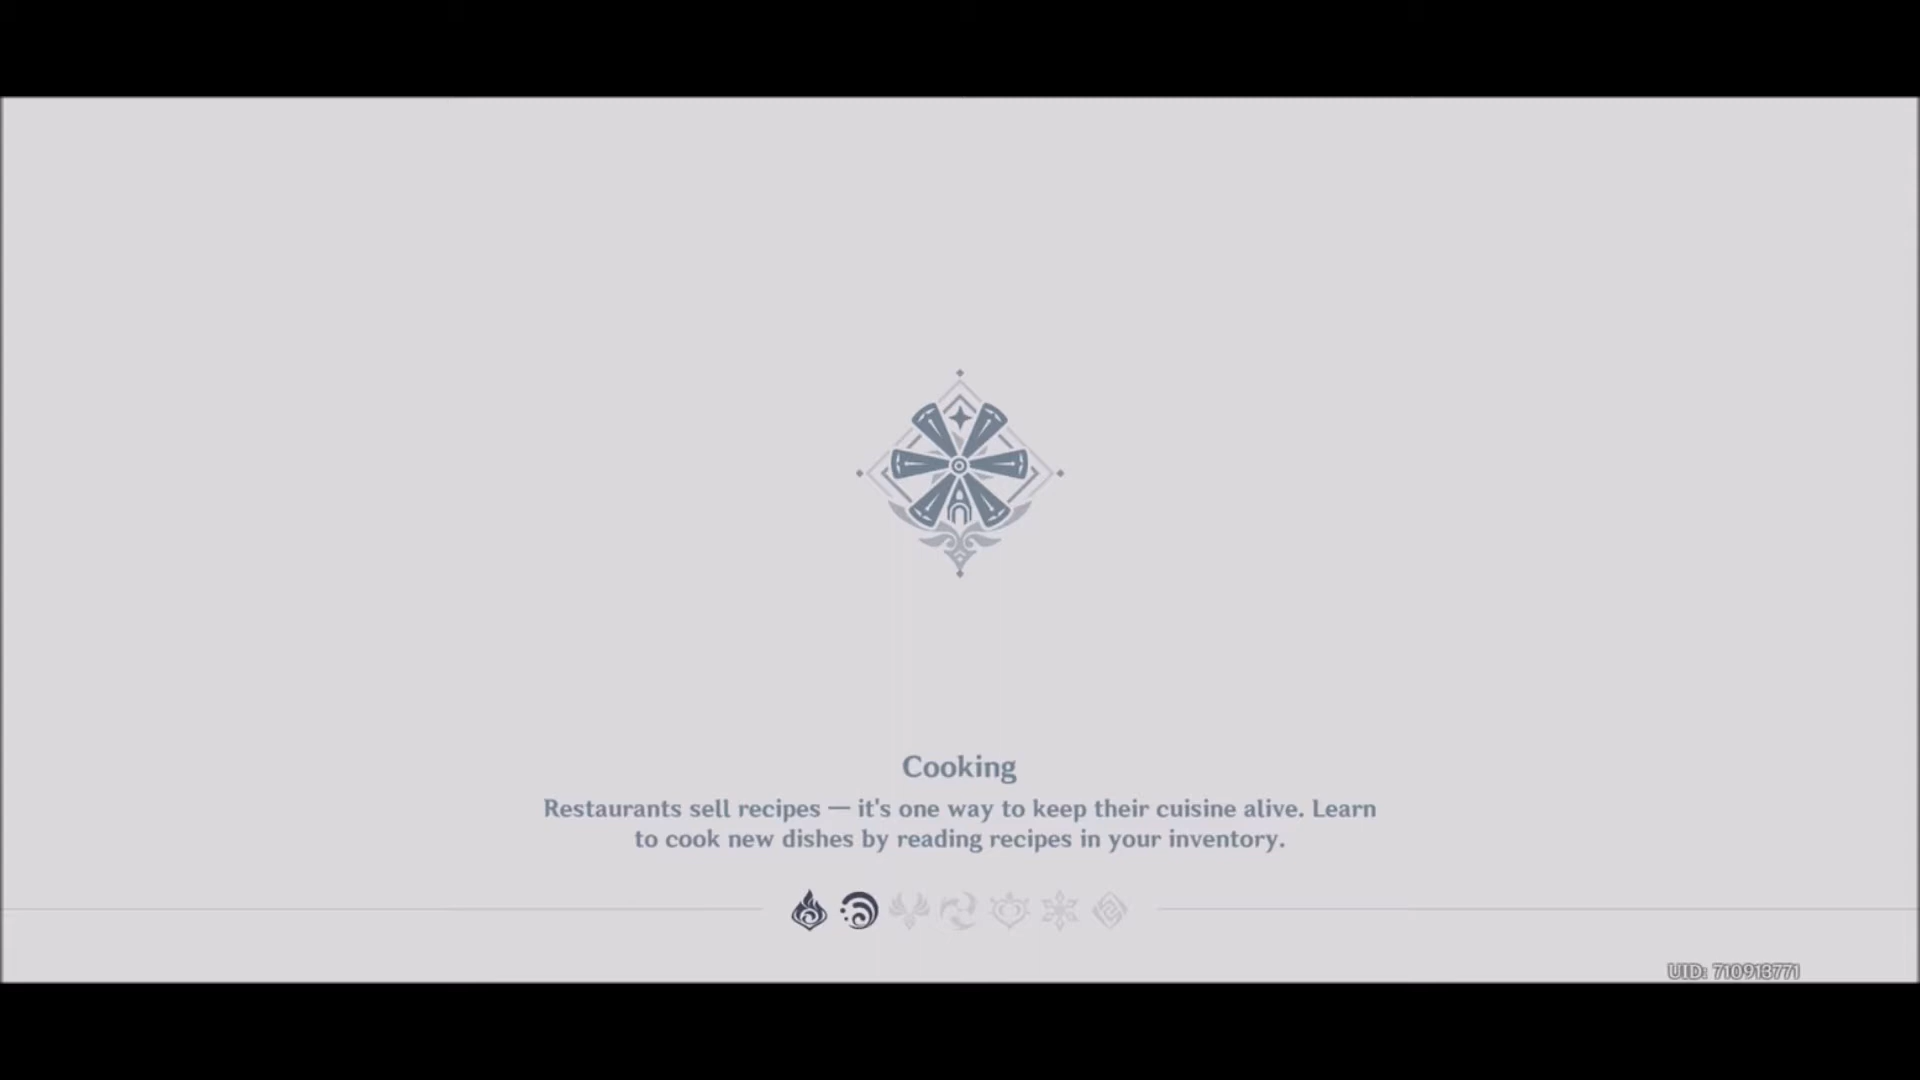 Cooking
Restaurants sell recipes — it's one way to keep their cuisine alive. Learn
to cook new dishes by reading recipes in your inventory.
UID: 710913771